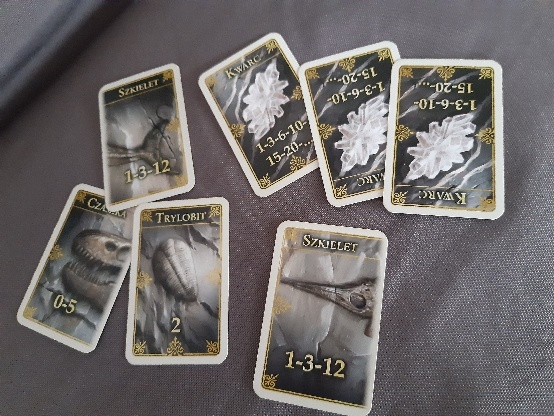 SZKIELET
1-3-12
KWARC
1-3-6-10-
15-20-...
KWARC
1-3-6-10-
15-20-...
KWARC
1-3-6-10-
15-20-...
0-5
TRYLOBIT
2
SZKIELET
1-3-12